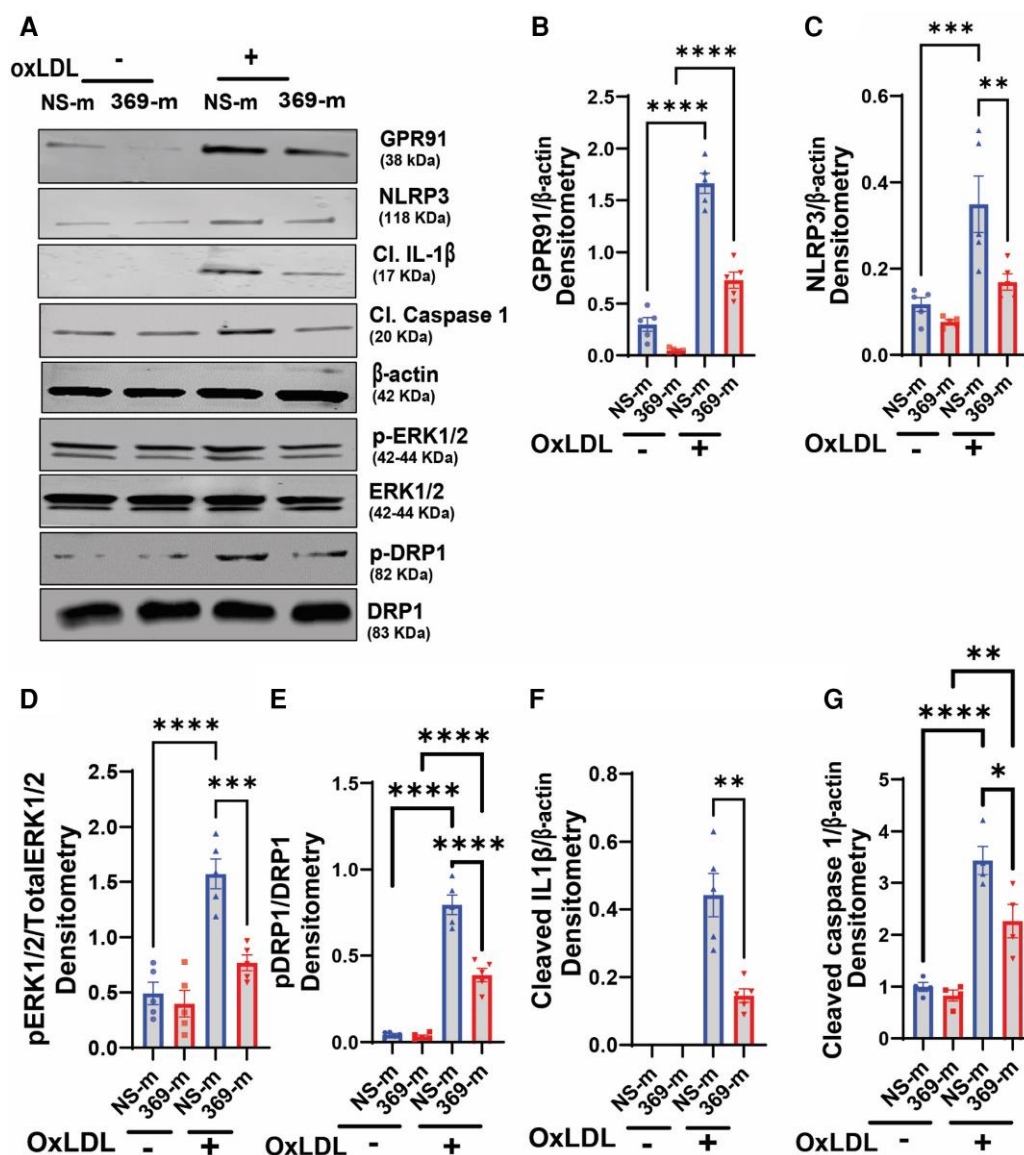 A
oxLDL - +
NS-m 369-m NS-m 369-m
GPR91
(38 kDa)
NLRP3
(118 KDa)
Cl. IL-1β
(17 KDa)
Cl. Caspase 1
(20 KDa)
β-actin
(42 KDa)
p-ERK1/2
(42-44 KDa)
ERK1/2
(42-44 KDa)
p-DRP1
(82 KDa)
DRP1
(83 KDa)
B
****
****
GPR91/β-actin
Densitometry
2.5
2.0
1.5
1.0
0.5
0.0
NS-m 369-m NS-m 369-m
OxLDL - +
C
***
**
NLRP3/β-actin
Densitometry
0.6
0.4
0.2
0.0
NS-m 369-m NS-m 369-m
OxLDL - +
D
****
***
pERK1/2/TotalERK1/2
Densitometry
2.5
2.0
1.5
1.0
0.5
0.0
NS-m 369-m NS-m 369-m
OxLDL - +
E
****
****
****
pDRP1/DRP1
Densitometry
1.5
1.0
0.5
0.0
NS-m 369-m NS-m 369-m
OxLDL - +
F
**
Cleaved IL1β/β-actin
Densitometry
0.8
0.6
0.4
0.2
0.0
NS-m 369-m NS-m 369-m
OxLDL - +
G
**
****
*
Cleaved caspase 1/β-actin
Densitometry
5
4
3
2
1
0
NS-m 369-m NS-m 369-m
OxLDL - +